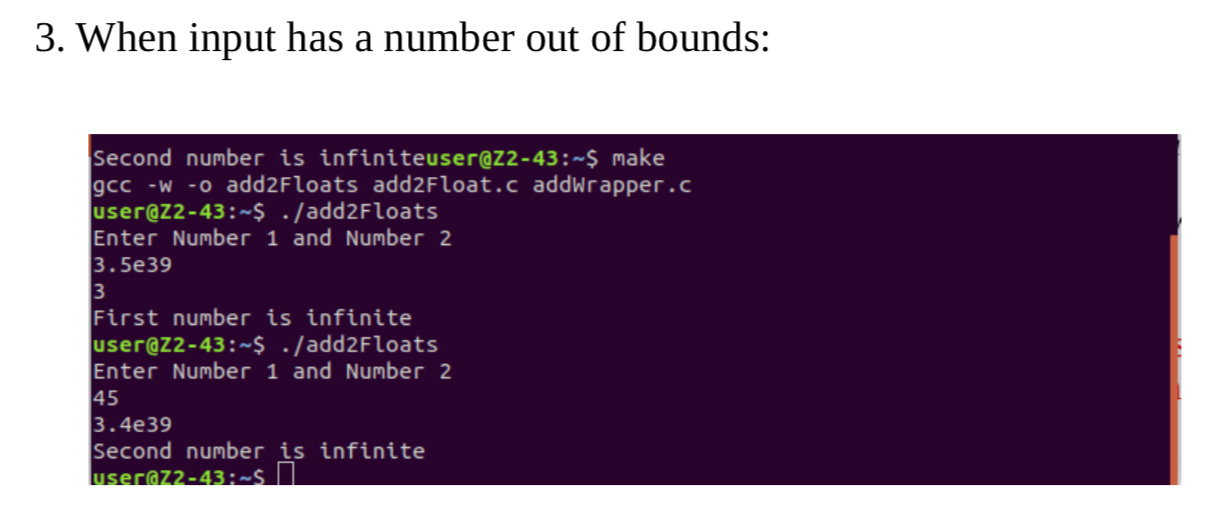 3. When input has a number out of bounds:
Second number is infiniteuser@Z2-43:~$ make
gcc -w -o add2Floats add2Float.c addWrapper.c
user@Z2-43:~$ ./add2Floats
Enter Number 1 and Number 2
3.5e39
3
First number is infinite
user@Z2-43:~$ ./add2Floats
Enter Number 1 and Number 2
45
3.4e39
Second number is infinite
user@Z2-43:~$